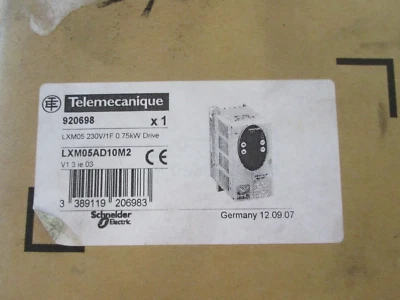 Telemecanique
920698 x 1
LXM05 230V/1F 0.75kW Drive
LXM05AD10M2
V1.3 ie 03
CE
3 389119 206983
Schneider
Electric
Germany 12.09.07